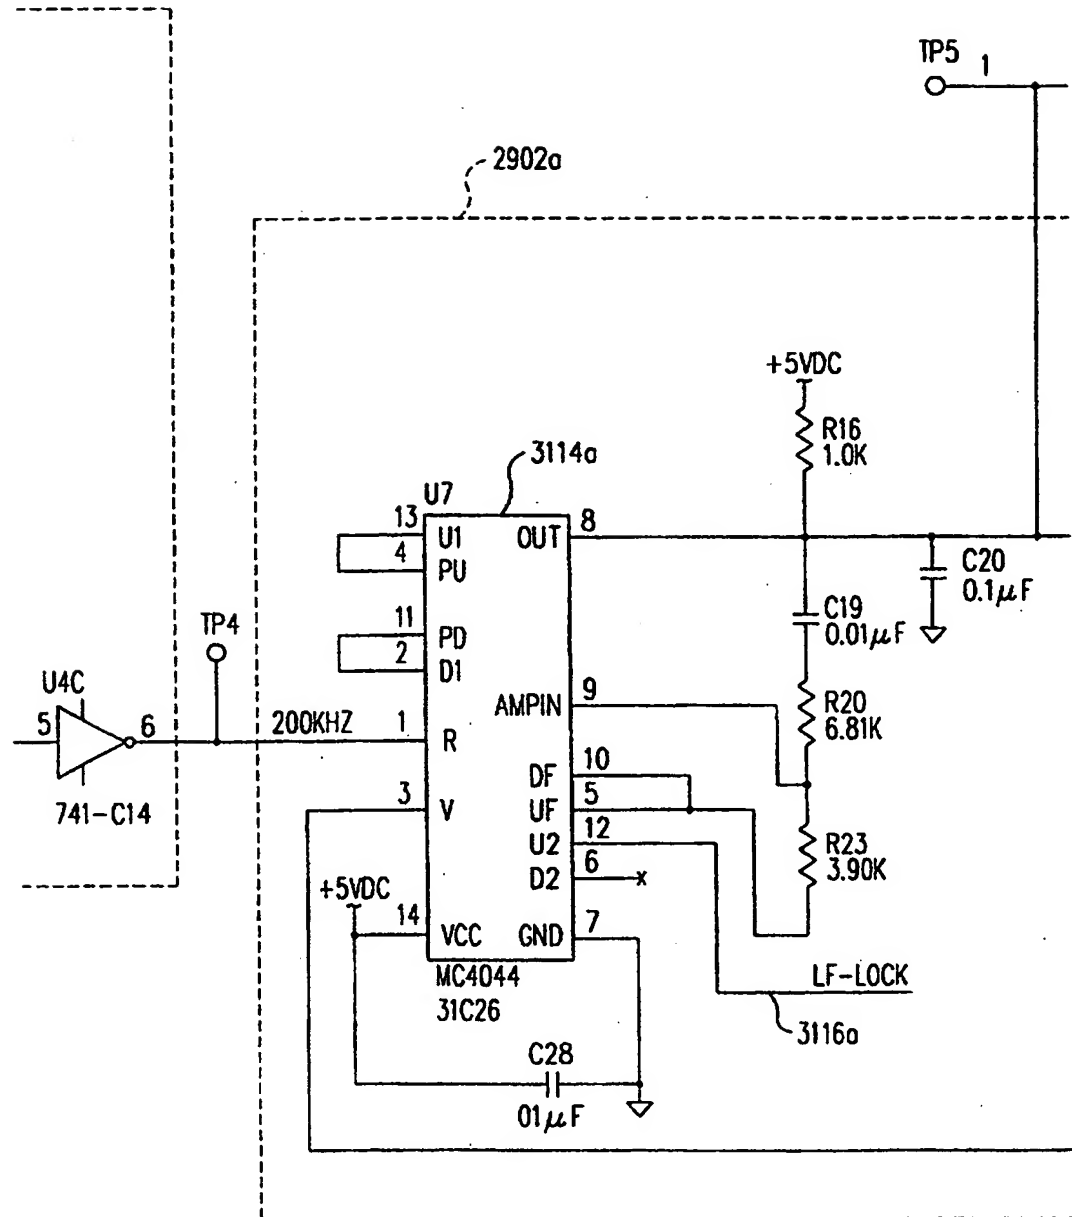 TP5
1
2902a
+5VDC
R16
1.0K
3114a
U7
13
U1
OUT
8
4
PU
C20
0.1μF
C19
0.01μF
TP4
11
PD
2
D1
U4C
AMPIN
9
R20
6.81K
5
6
200KHZ
1
R
DF
10
741-C14
3
V
UF
5
U2
12
R23
3.90K
D2
6
x
+5VDC
14
VCC
GND
7
MC4044
31C26
LF-LOCK
3116a
C28
01μF